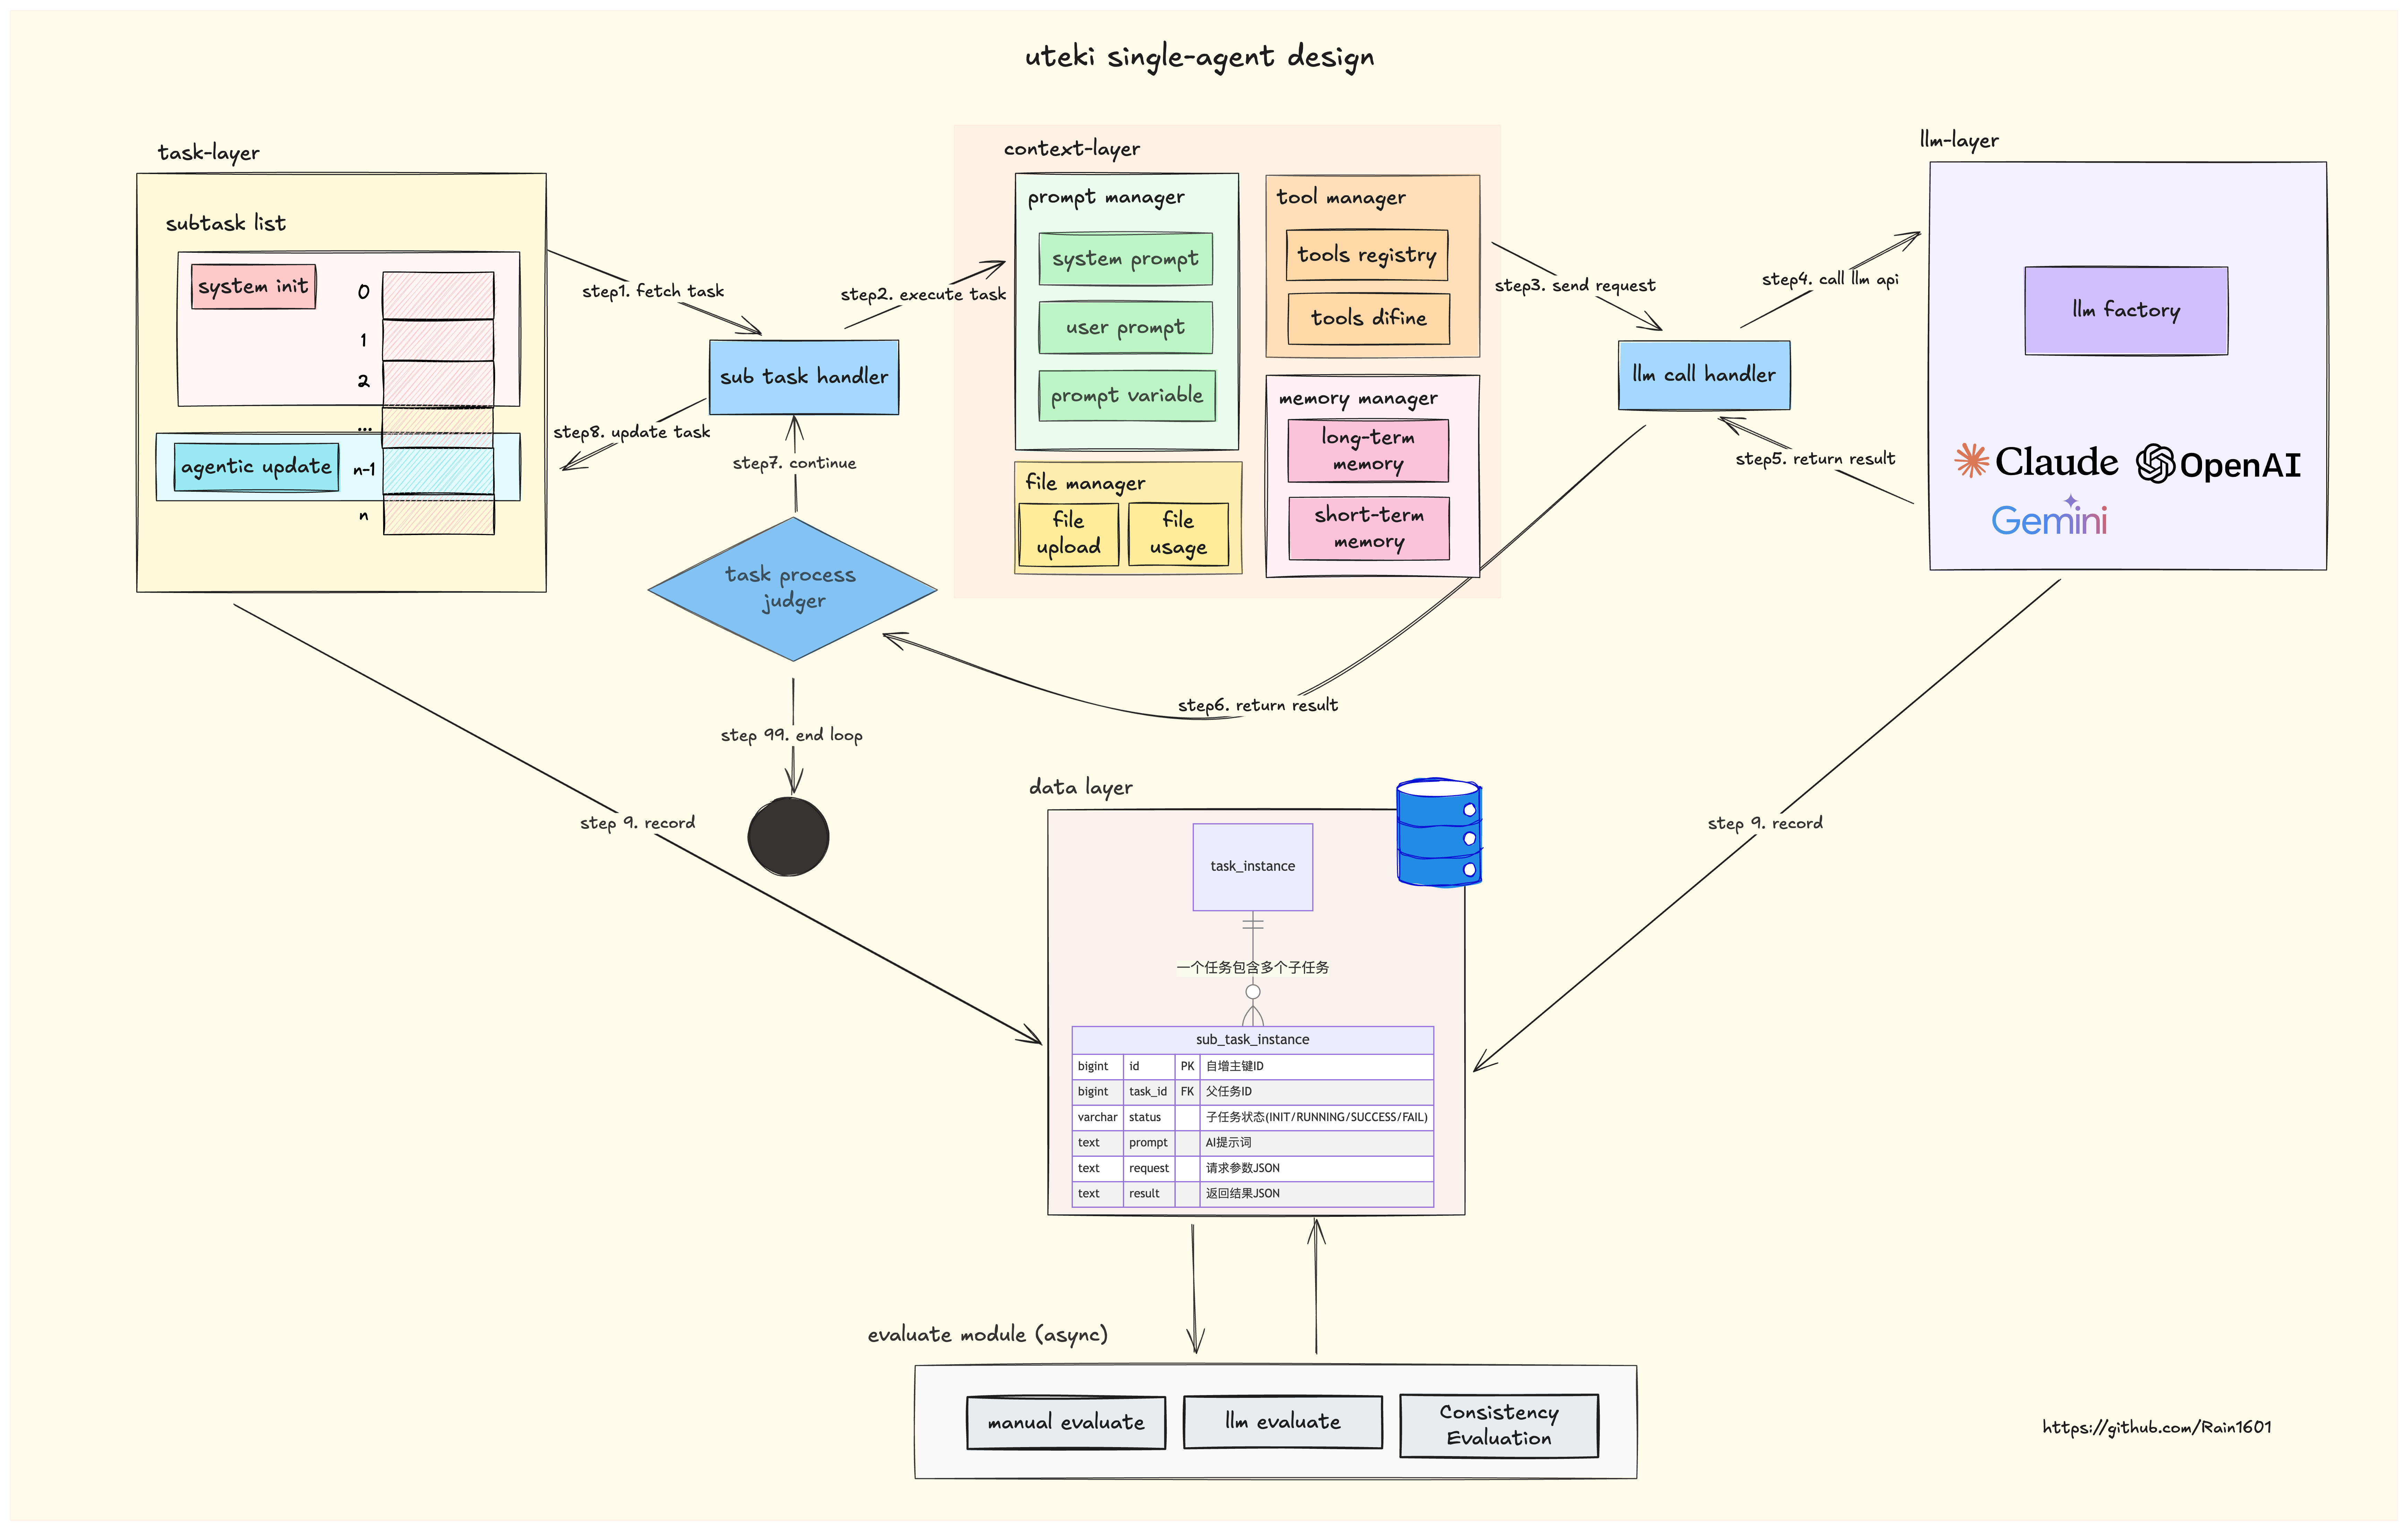 uteki single-agent design
task-layer
subtask list
system init
0
1
2
...
agentic update
n-1
n
step1. fetch task
sub task handler
step2. execute task
step8. update task
step7. continue
task process
judger
step 99. end loop
context-layer
prompt manager
system prompt
user prompt
prompt variable
tool manager
tools registry
tools difine
file manager
file
upload
file
usage
memory manager
long-term
memory
short-term
memory
step3. send request
llm call handler
step4. call llm api
step5. return result
step6. return result
llm-layer
llm factory
Claude
OpenAI
Gemini
step 9. record
step 9. record
data layer
task_instance
一个任务包含多个子任务
sub_task_instance
bigint id PK 自增主键ID
bigint task_id FK 父任务ID
varchar status 子任务状态(INIT/RUNNING/SUCCESS/FAIL)
text prompt AI提示词
text request 请求参数JSON
text result 返回结果JSON
evaluate module (async)
manual evaluate
llm evaluate
Consistency
Evaluation
https://github.com/Rain1601